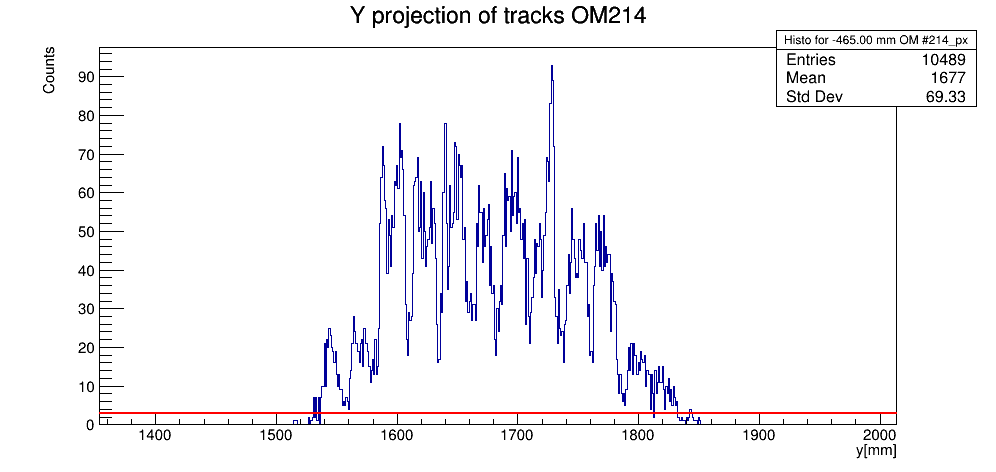 Y projection of tracks OM214
Histo for -465.00 mm OM #214_px
Entries 10489
Mean 1677
Std Dev 69.33
Counts
90
80
70
60
50
40
30
20
10
0
1400 1500 1600 1700 1800 1900 2000
y[mm]